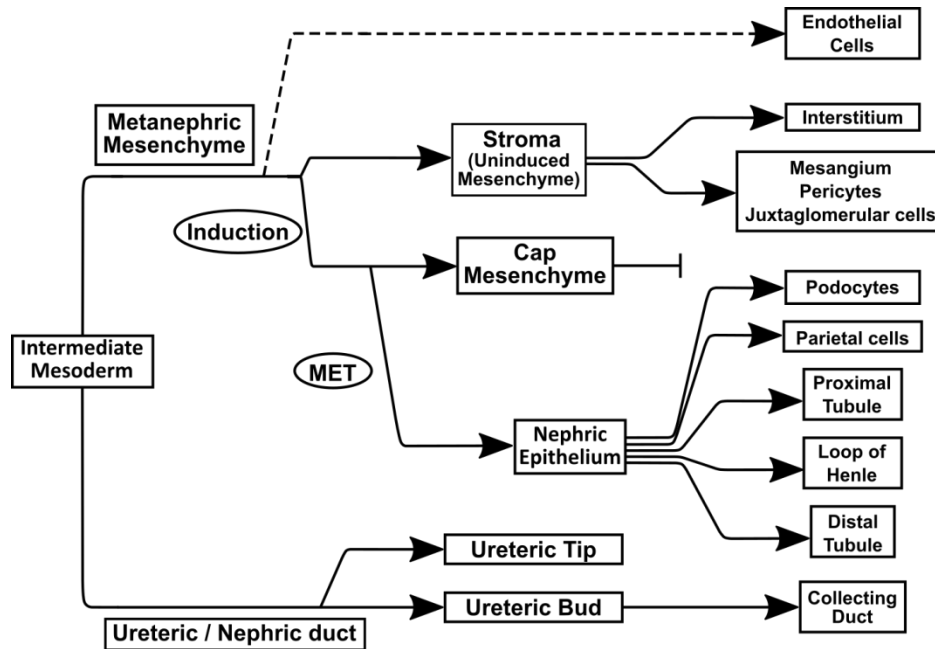 Endothelial
Cells
Metanephric
Mesenchyme
Interstitium
Stroma
(Uninduced
Mesenchyme)
Mesangium
Pericytes
Juxtaglomerular cells
Induction
Cap
Mesenchyme
Podocytes
Intermediate
Mesoderm
Parietal cells
MET
Proximal
Tubule
Nephric
Epithelium
Loop of
Henle
Distal
Tubule
Ureteric Tip
Ureteric Bud
Collecting
Duct
Ureteric / Nephric duct